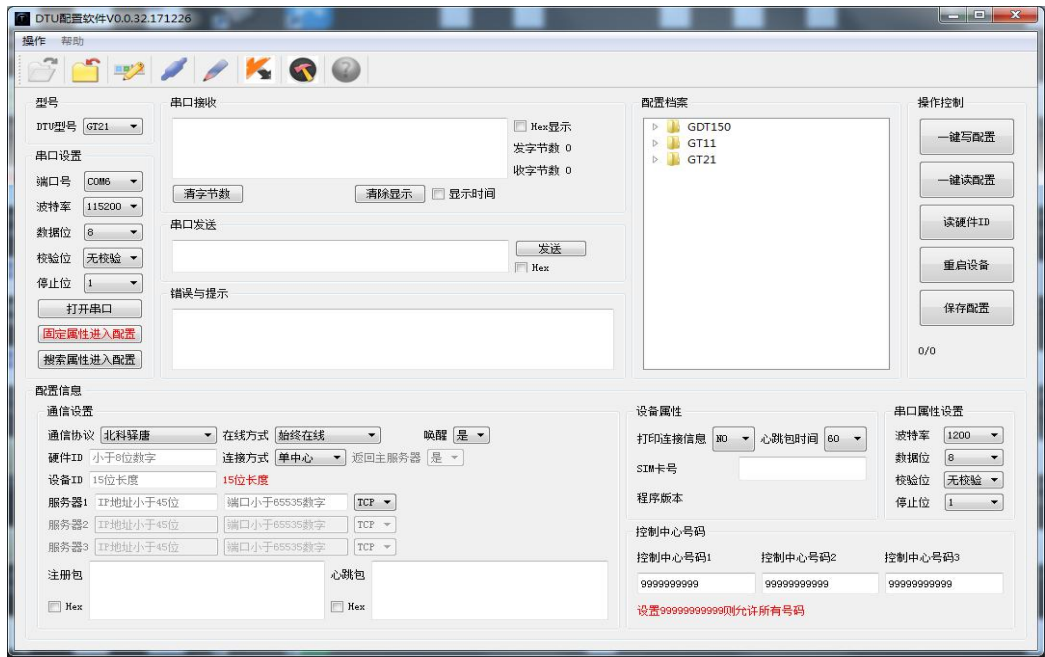 DTU配置软件V0.0.32.171226
操作 帮助
型号
DTU型号 GT21
串口设置
端口号 COM6
波特率 115200
数据位 8
校验位 无校验
停止位 1
打开串口
固定属性进入配置
搜索属性进入配置
串口接收
Hex显示
发字节数 0
收字节数 0
清字节数 清除显示 显示时间
串口发送
发送
Hex
错误与提示
配置档案
GDT150
GT11
GT21
操作控制
一键写配置
一键读配置
读硬件ID
重启设备
保存配置
0/0
配置信息
通信设置
通信协议 北科驿唐 在线方式 始终在线 唤醒 是
硬件ID 小于8位数字 连接方式 单中心 返回主服务器 是
设备ID 15位长度 15位长度
服务器1 IP地址小于45位 端口小于65535数字 TCP
服务器2 IP地址小于45位 端口小于65535数字 TCP
服务器3 IP地址小于45位 端口小于65535数字 TCP
注册包 心跳包
Hex Hex
设备属性
打印连接信息 NO 心跳包时间 60
SIM卡号
程序版本
串口属性设置
波特率 1200
数据位 8
校验位 无校验
停止位 1
控制中心号码
控制中心号码1 控制中心号码2 控制中心号码3
9999999999 99999999999 99999999999
设置99999999999则允许所有号码